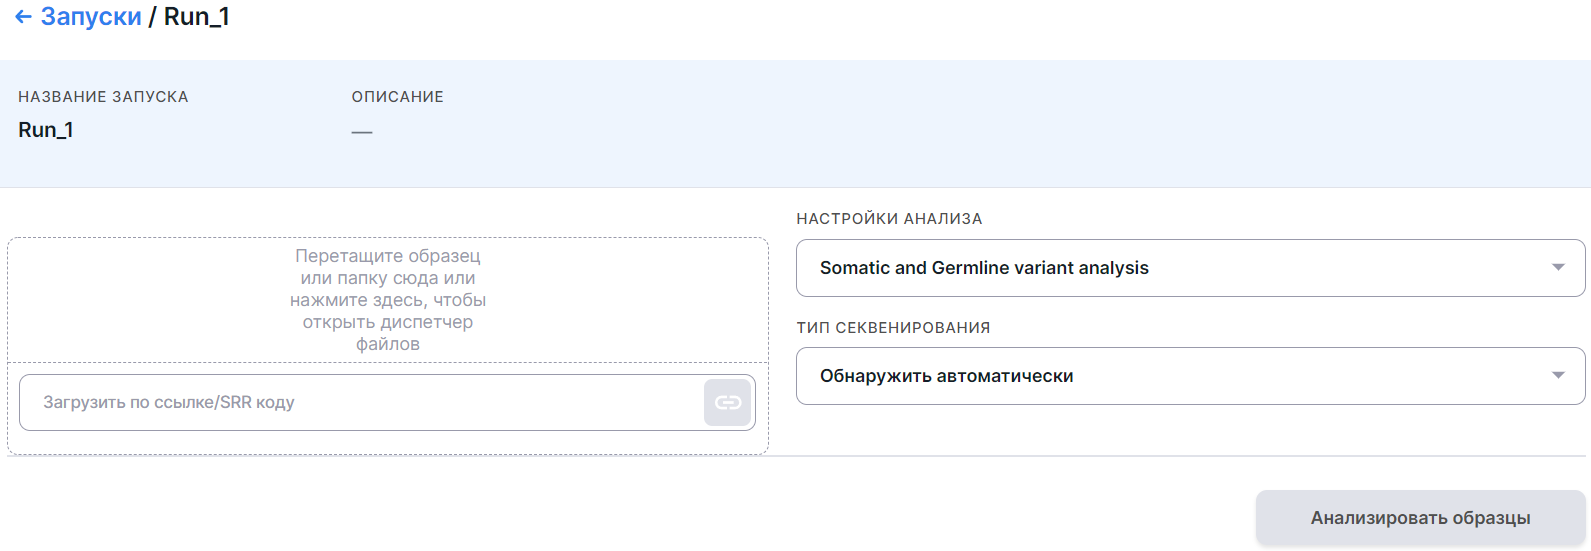 ← Запуски / Run_1
НАЗВАНИЕ ЗАПУСКА
Run_1
ОПИСАНИЕ
—
Перетащите образец
или папку сюда или
нажмите здесь, чтобы
открыть диспетчер
файлов
Загрузить по ссылке/SRR коду
НАСТРОЙКИ АНАЛИЗА
Somatic and Germline variant analysis
ТИП СЕКВЕНИРОВАНИЯ
Обнаружить автоматически
Анализировать образцы